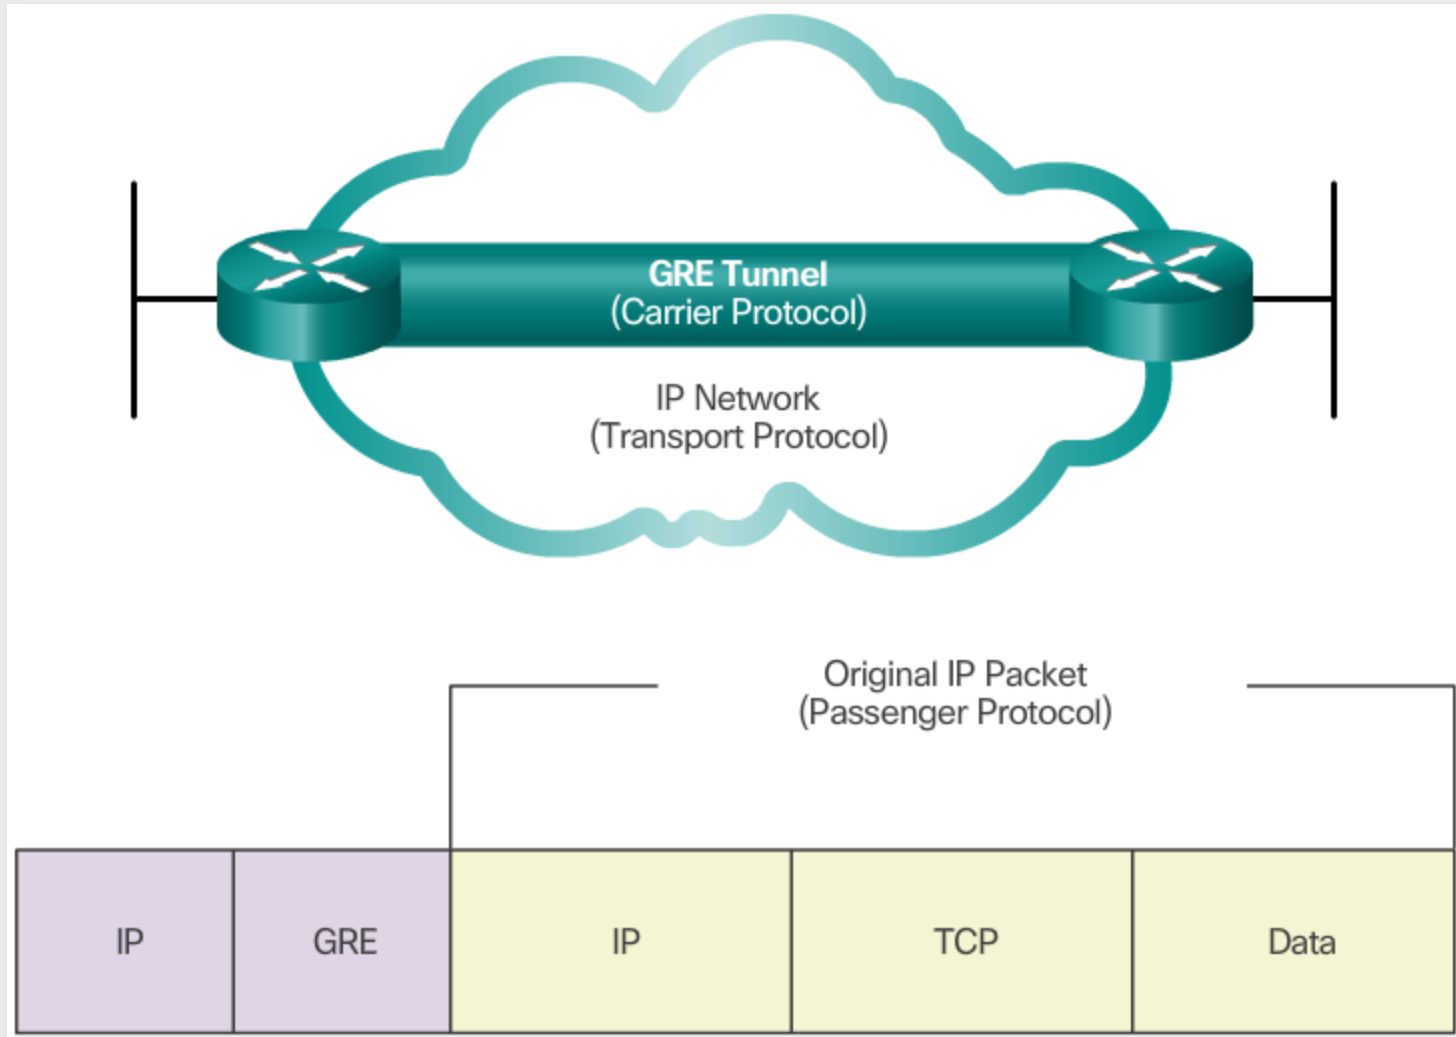 GRE Tunnel
(Carrier Protocol)
IP Network
(Transport Protocol)
Original IP Packet
(Passenger Protocol)
IP
GRE
IP
TCP
Data